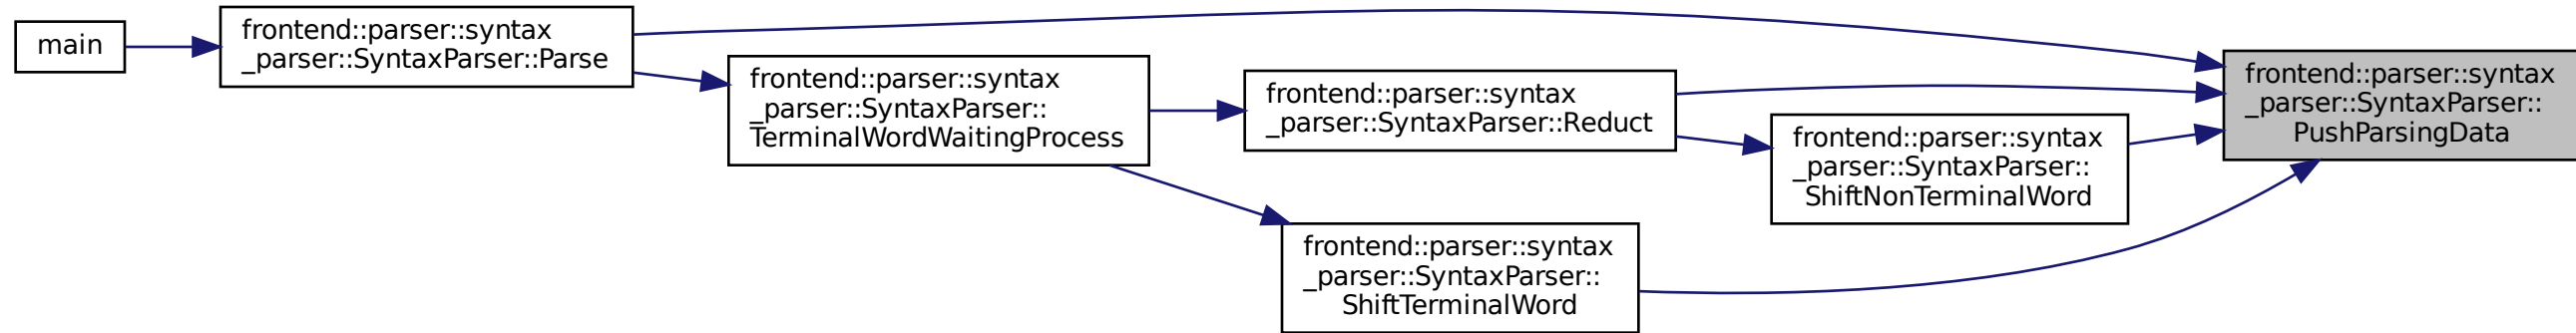 main
frontend::parser::syntax
_parser::SyntaxParser::Parse
frontend::parser::syntax
_parser::SyntaxParser::
TerminalWordWaitingProcess
frontend::parser::syntax
_parser::SyntaxParser::Reduct
frontend::parser::syntax
_parser::SyntaxParser::
ShiftTerminalWord
frontend::parser::syntax
_parser::SyntaxParser::
ShiftNonTerminalWord
frontend::parser::syntax
_parser::SyntaxParser::
PushParsingData